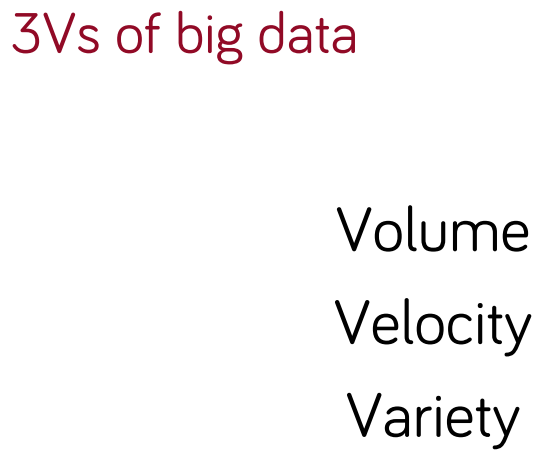 3Vs of big data
Volume
Velocity
Variety